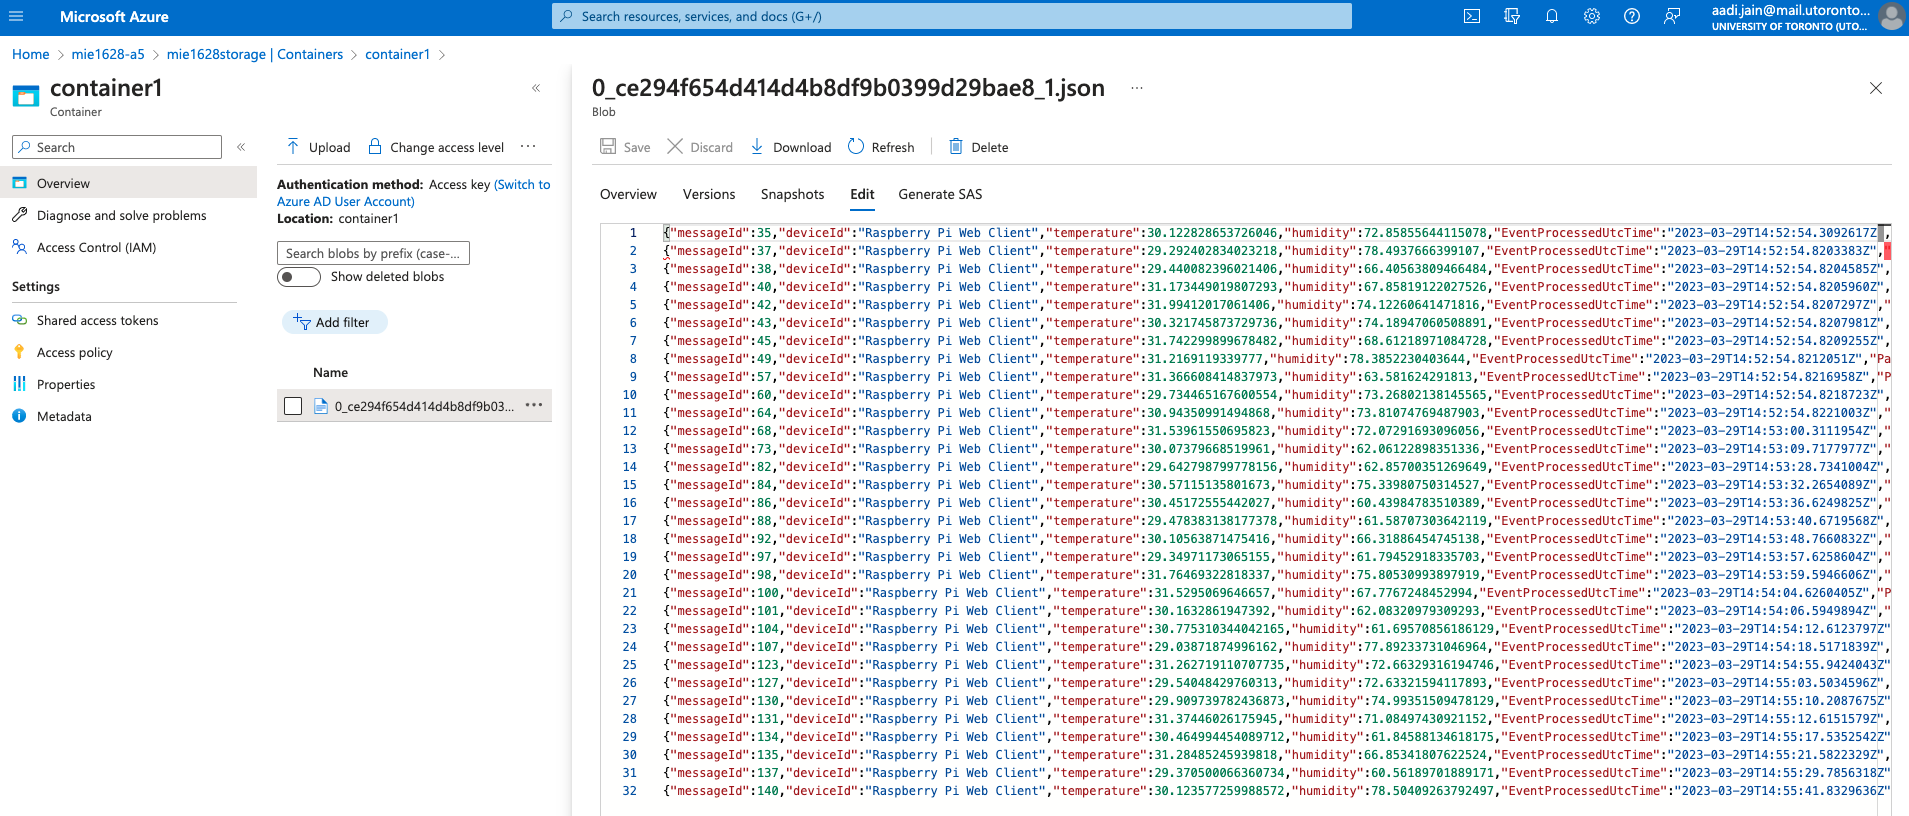 Microsoft Azure
Search resources, services, and docs (G+/)
aadi.jain@mail.utoronto...
UNIVERSITY OF TORONTO (UTO...
Home > mie1628-a5 > mie1628storage | Containers > container1 >
container1
Container
Search
Overview
Diagnose and solve problems
Access Control (IAM)
Settings
Shared access tokens
Access policy
Properties
Metadata
Upload
Change access level
Authentication method: Access key (Switch to
Azure AD User Account)
Location: container1
Search blobs by prefix (case-...
Show deleted blobs
Add filter
Name
0_ce294f654d414d4b8df9b03...
0_ce294f654d414d4b8df9b0399d29bae8_1.json
Blob
Save Discard Download Refresh Delete
Overview Versions Snapshots Edit Generate SAS
1 {"messageId":35,"deviceId":"Raspberry Pi Web Client","temperature":30.122828653726046,"humidity":72.85855644115078,"EventProcessedUtcTime":"2023-03-29T14:52:54.3092617Z",
2 {"messageId":37,"deviceId":"Raspberry Pi Web Client","temperature":29.292402834023218,"humidity":78.4937666399107,"EventProcessedUtcTime":"2023-03-29T14:52:54.8203383Z","
3 {"messageId":38,"deviceId":"Raspberry Pi Web Client","temperature":29.440082396021406,"humidity":66.40563809466484,"EventProcessedUtcTime":"2023-03-29T14:52:54.8204585Z",
4 {"messageId":40,"deviceId":"Raspberry Pi Web Client","temperature":31.173449019807293,"humidity":67.85819122027526,"EventProcessedUtcTime":"2023-03-29T14:52:54.8205960Z",
5 {"messageId":42,"deviceId":"Raspberry Pi Web Client","temperature":31.99412017061406,"humidity":74.12260641471816,"EventProcessedUtcTime":"2023-03-29T14:52:54.8207297Z","
6 {"messageId":43,"deviceId":"Raspberry Pi Web Client","temperature":30.321745873729736,"humidity":74.18947060508891,"EventProcessedUtcTime":"2023-03-29T14:52:54.8207981Z",
7 {"messageId":45,"deviceId":"Raspberry Pi Web Client","temperature":31.742299899678482,"humidity":68.61218971084728,"EventProcessedUtcTime":"2023-03-29T14:52:54.8209255Z",
8 {"messageId":49,"deviceId":"Raspberry Pi Web Client","temperature":31.2169119339777,"humidity":78.3852230403644,"EventProcessedUtcTime":"2023-03-29T14:52:54.8212051Z","Pa
9 {"messageId":57,"deviceId":"Raspberry Pi Web Client","temperature":31.366608414837973,"humidity":63.581624291813,"EventProcessedUtcTime":"2023-03-29T14:52:54.8216958Z","P
10 {"messageId":60,"deviceId":"Raspberry Pi Web Client","temperature":29.734465167600554,"humidity":73.26802138145565,"EventProcessedUtcTime":"2023-03-29T14:52:54.8218723Z",
11 {"messageId":64,"deviceId":"Raspberry Pi Web Client","temperature":30.94350991494868,"humidity":73.81074769487903,"EventProcessedUtcTime":"2023-03-29T14:52:54.8221003Z","
12 {"messageId":68,"deviceId":"Raspberry Pi Web Client","temperature":31.53961550695823,"humidity":72.07291693096056,"EventProcessedUtcTime":"2023-03-29T14:53:00.3111954Z","
13 {"messageId":73,"deviceId":"Raspberry Pi Web Client","temperature":30.07379668519961,"humidity":62.06122898351336,"EventProcessedUtcTime":"2023-03-29T14:53:09.7177977Z","
14 {"messageId":82,"deviceId":"Raspberry Pi Web Client","temperature":29.642798799778156,"humidity":62.85700351269649,"EventProcessedUtcTime":"2023-03-29T14:53:28.7341004Z",
15 {"messageId":84,"deviceId":"Raspberry Pi Web Client","temperature":30.57115135801673,"humidity":75.33980750314527,"EventProcessedUtcTime":"2023-03-29T14:53:32.2654089Z","
16 {"messageId":86,"deviceId":"Raspberry Pi Web Client","temperature":30.45172555442027,"humidity":60.43984783510389,"EventProcessedUtcTime":"2023-03-29T14:53:36.6249825Z","
17 {"messageId":88,"deviceId":"Raspberry Pi Web Client","temperature":29.478383138177378,"humidity":61.58707303642119,"EventProcessedUtcTime":"2023-03-29T14:53:40.6719568Z",
18 {"messageId":92,"deviceId":"Raspberry Pi Web Client","temperature":30.10563871475416,"humidity":66.31886454745138,"EventProcessedUtcTime":"2023-03-29T14:53:48.7660832Z","
19 {"messageId":97,"deviceId":"Raspberry Pi Web Client","temperature":29.34971173065155,"humidity":61.79452918335703,"EventProcessedUtcTime":"2023-03-29T14:53:57.6258604Z","
20 {"messageId":98,"deviceId":"Raspberry Pi Web Client","temperature":31.76469322818337,"humidity":75.80530993897919,"EventProcessedUtcTime":"2023-03-29T14:53:59.5946606Z","
21 {"messageId":100,"deviceId":"Raspberry Pi Web Client","temperature":31.5295069646657,"humidity":67.7767248452994,"EventProcessedUtcTime":"2023-03-29T14:54:04.6260405Z","P
22 {"messageId":101,"deviceId":"Raspberry Pi Web Client","temperature":30.1632861947392,"humidity":62.08320979309293,"EventProcessedUtcTime":"2023-03-29T14:54:06.5949894Z","
23 {"messageId":104,"deviceId":"Raspberry Pi Web Client","temperature":30.775310344042165,"humidity":61.69570856186129,"EventProcessedUtcTime":"2023-03-29T14:54:12.6123797Z"
24 {"messageId":107,"deviceId":"Raspberry Pi Web Client","temperature":29.03871874996162,"humidity":77.89233731046964,"EventProcessedUtcTime":"2023-03-29T14:54:18.5171839Z",
25 {"messageId":123,"deviceId":"Raspberry Pi Web Client","temperature":31.262719110707735,"humidity":72.66329316194746,"EventProcessedUtcTime":"2023-03-29T14:54:55.9424043Z"
26 {"messageId":127,"deviceId":"Raspberry Pi Web Client","temperature":29.54048429760313,"humidity":72.63321594117893,"EventProcessedUtcTime":"2023-03-29T14:55:03.5034596Z",
27 {"messageId":130,"deviceId":"Raspberry Pi Web Client","temperature":29.909739782436873,"humidity":74.99351509478129,"EventProcessedUtcTime":"2023-03-29T14:55:10.2087675Z"
28 {"messageId":131,"deviceId":"Raspberry Pi Web Client","temperature":31.37446026175945,"humidity":71.08497430921152,"EventProcessedUtcTime":"2023-03-29T14:55:12.6151579Z",
29 {"messageId":134,"deviceId":"Raspberry Pi Web Client","temperature":30.464994454089712,"humidity":61.84588134618175,"EventProcessedUtcTime":"2023-03-29T14:55:17.5352542Z"
30 {"messageId":135,"deviceId":"Raspberry Pi Web Client","temperature":31.28485245939818,"humidity":66.85341807622524,"EventProcessedUtcTime":"2023-03-29T14:55:21.5822329Z",
31 {"messageId":137,"deviceId":"Raspberry Pi Web Client","temperature":29.370500066360734,"humidity":60.56189701889171,"EventProcessedUtcTime":"2023-03-29T14:55:29.7856318Z"
32 {"messageId":140,"deviceId":"Raspberry Pi Web Client","temperature":30.123577259988572,"humidity":78.50409263792497,"EventProcessedUtcTime":"2023-03-29T14:55:41.8329636Z"